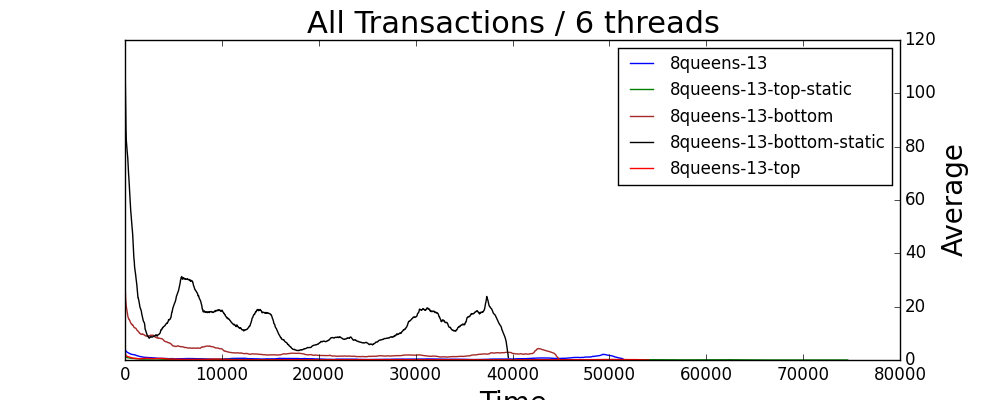 All Transactions / 6 threads
120
100
80
60
40
20
0
Average
8queens-13
8queens-13-top-static
8queens-13-bottom
8queens-13-bottom-static
8queens-13-top
0 10000 20000 30000 40000 50000 60000 70000 80000
Time